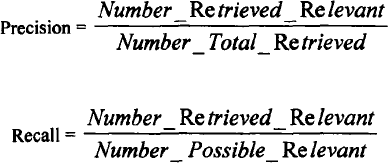 Precision = Number_Retrieved_Relevant / Number_Total_Retrieved
Recall = Number_Retrieved_Relevant / Number_Possible_Relevant